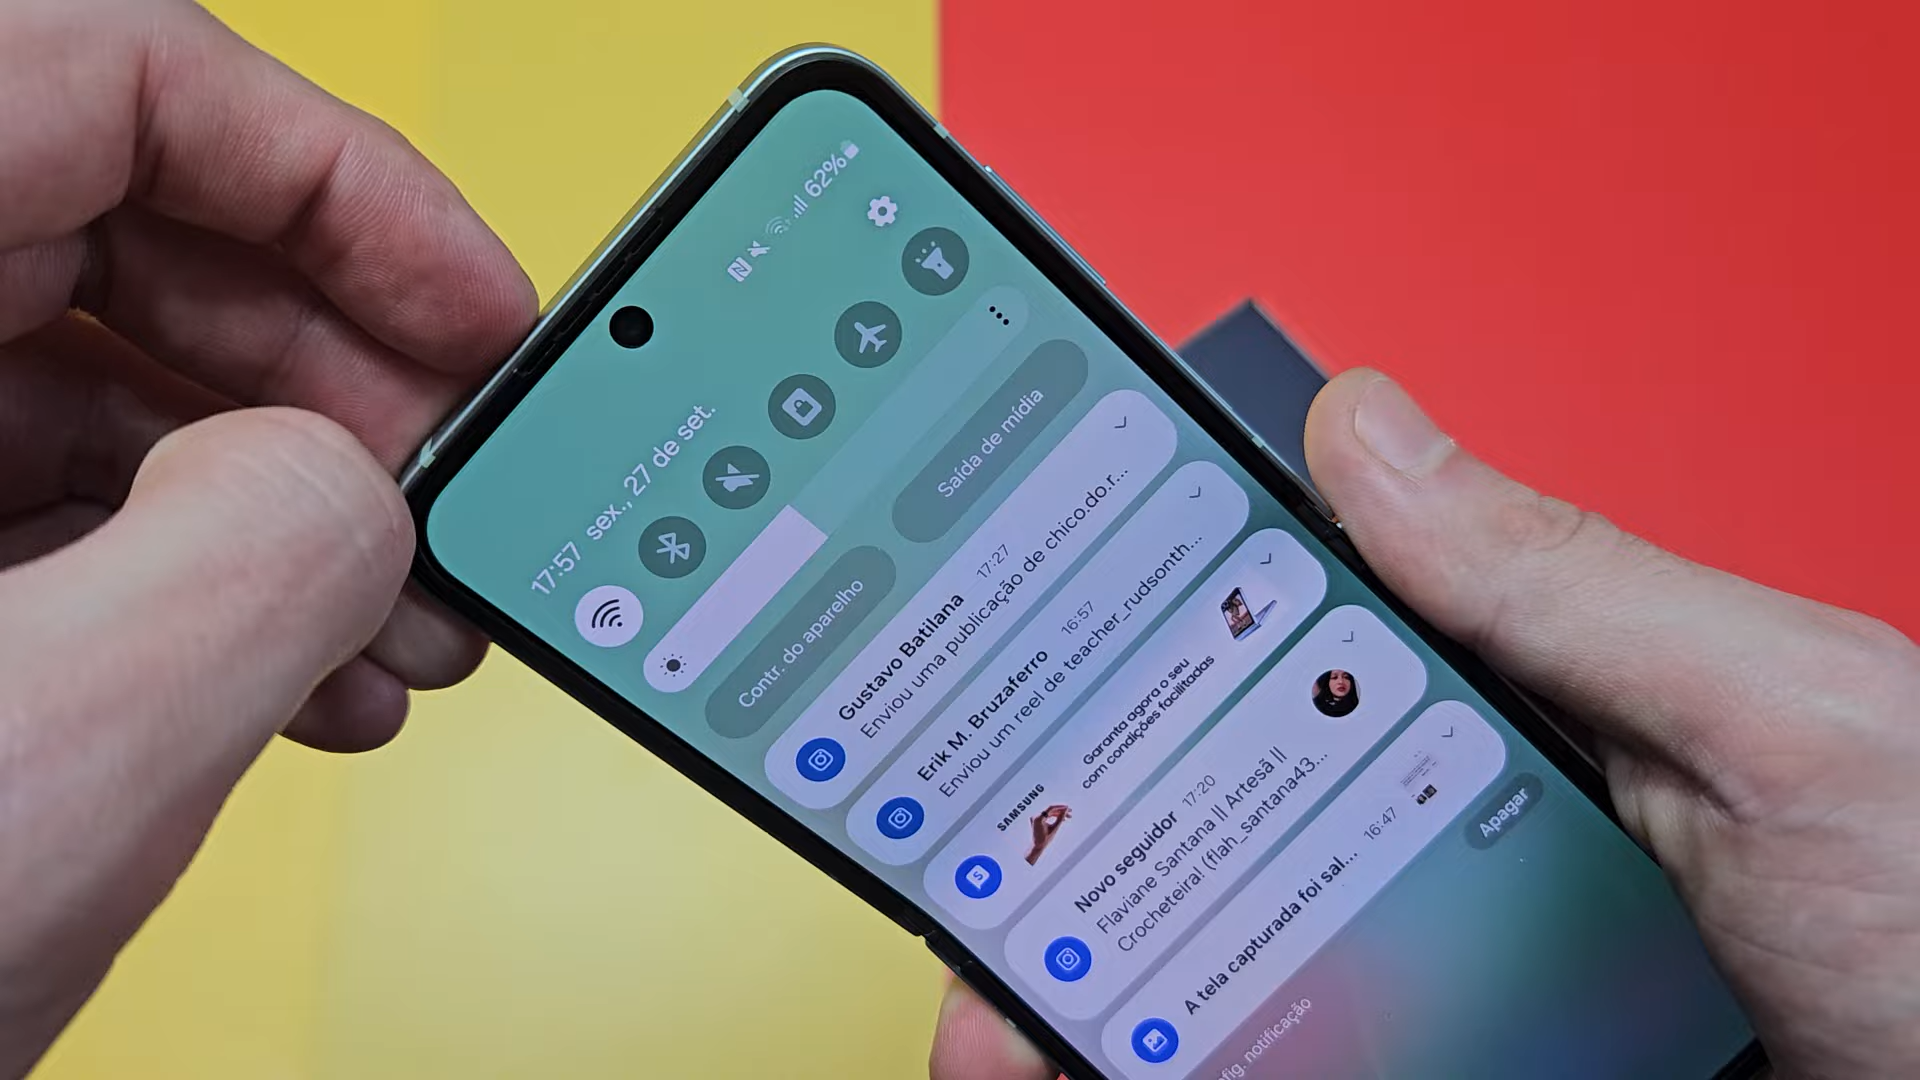 62%
17:57 sex., 27 de set.
Contr. do aparelho
Saída de mídia
Gustavo Batilana 17:27
Enviou uma publicação de chico.do.r...
Erik M. Bruzaferro 16:57
Enviou um reel de teacher_rudsonth...
SAMSUNG
Garanta agora o seu
com condições facilitadas
Novo seguidor 17:20
Flaviane Santana || Artesã ||
Crocheteira! (flah_santana43...
A tela capturada foi sal... 16:47
fig. notificação
Apagar